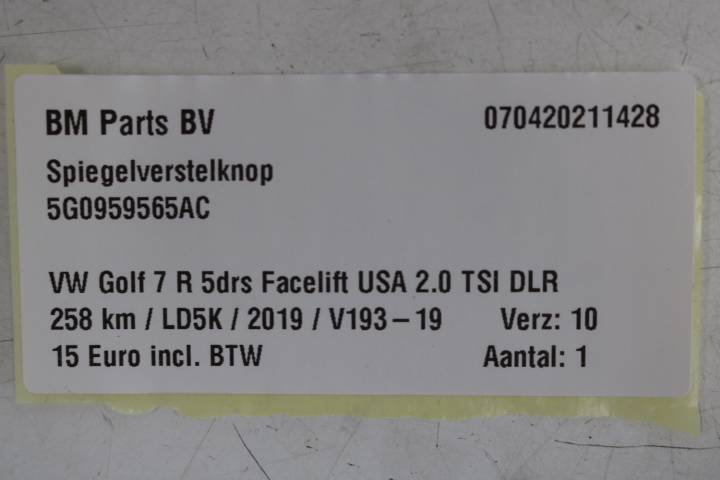 BM Parts BV 070420211428
Spiegelverstelknop
5G0959565AC
VW Golf 7 R 5drs Facelift USA 2.0 TSI DLR
258 km / LD5K / 2019 / V193-19 Verz: 10
15 Euro incl. BTW Aantal: 1